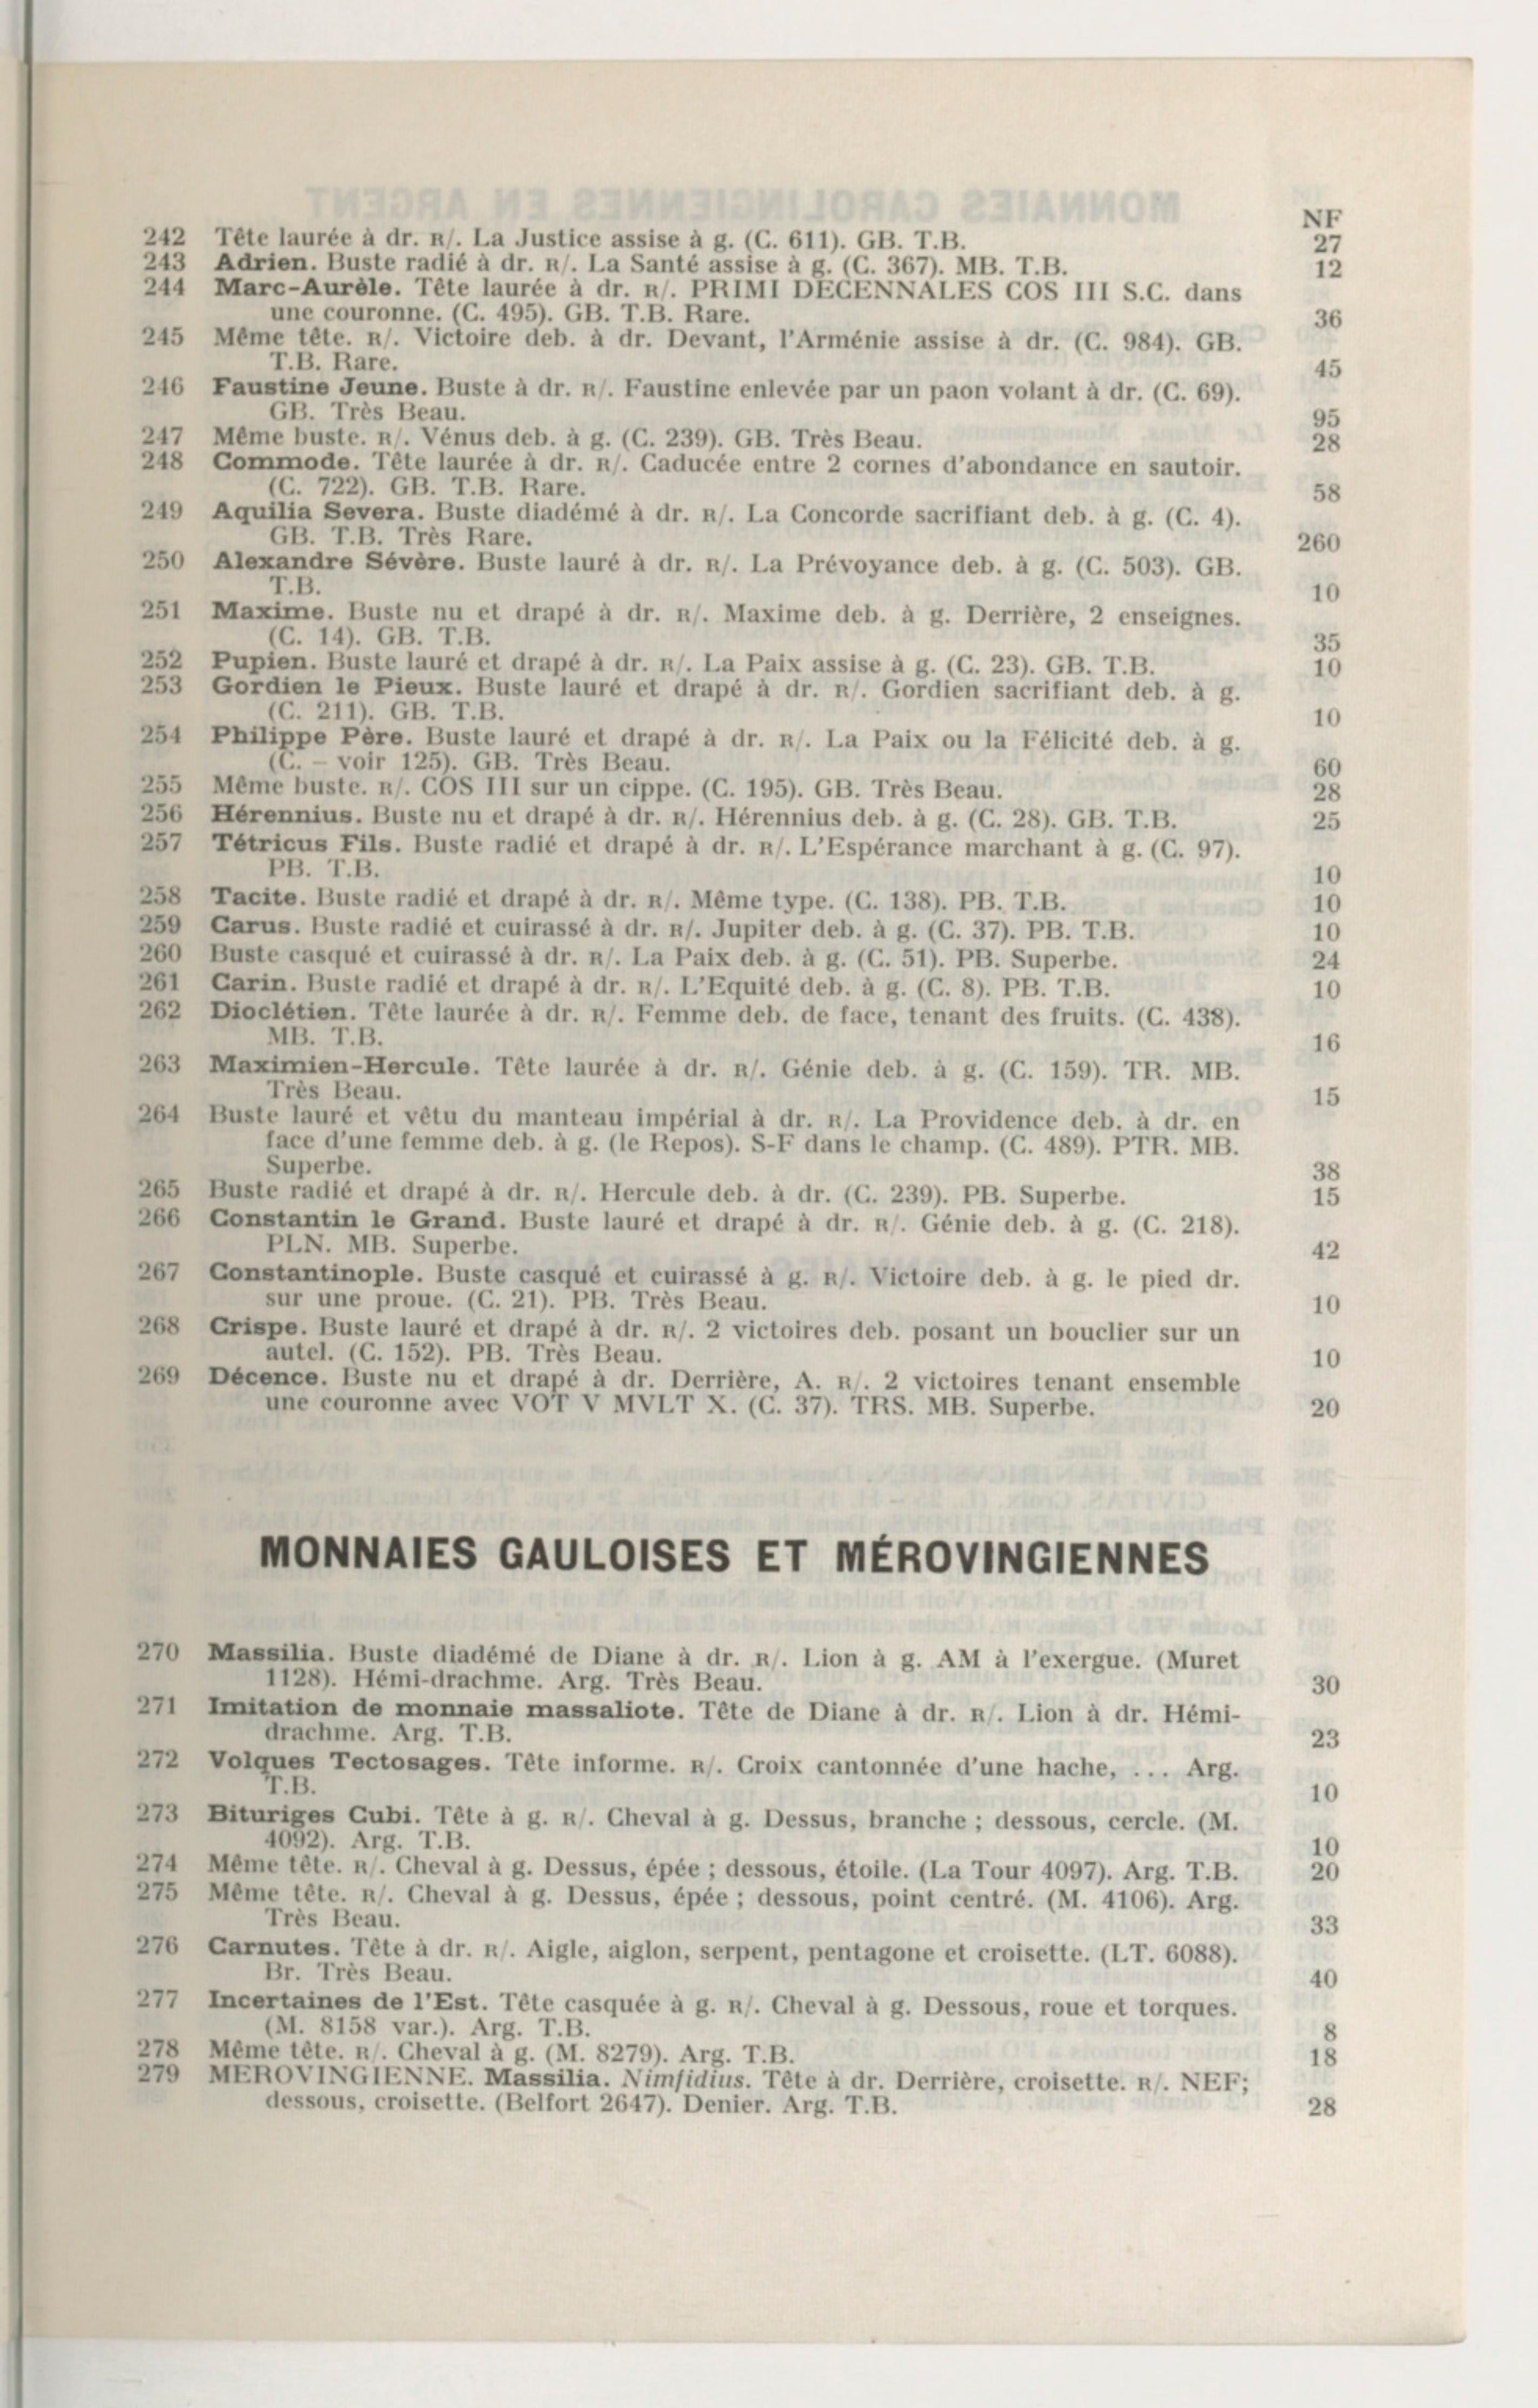 NF
242 Tête laurée à dr. R/. La Justice assise à g. (C. 611). GB. T.B. 27
243 Adrien. Buste radié à dr. R/. La Santé assise à g. (C. 367). MB. T.B. 12
244 Marc-Aurèle. Tête laurée à dr. R/. PRIMI DECENNALES COS III S.C. dans
une couronne. (C. 495). GB. T.B. Rare. 36
245 Même tête. R/. Victoire deb. à dr. Devant, l'Arménie assise à dr. (C. 984). GB.
T.B. Rare. 45
246 Faustine Jeune. Buste à dr. R/. Faustine enlevée par un paon volant à dr. (C. 69).
GB. Très Beau. 95
247 Même buste. R/. Vénus deb. à g. (C. 239). GB. Très Beau. 28
248 Commode. Tête laurée à dr. R/. Caducée entre 2 cornes d'abondance en sautoir.
(C. 722). GB. T.B. Rare. 58
249 Aquilia Severa. Buste diadémé à dr. R/. La Concorde sacrifiant deb. à g. (C. 4).
GB. T.B. Très Rare. 260
250 Alexandre Sévère. Buste lauré à dr. R/. La Prévoyance deb. à g. (C. 503). GB.
T.B. 10
251 Maxime. Buste nu et drapé à dr. R/. Maxime deb. à g. Derrière, 2 enseignes.
(C. 14). GB. T.B. 35
252 Pupien. Buste lauré et drapé à dr. R/. La Paix assise à g. (C. 23). GB. T.B. 10
253 Gordien le Pieux. Buste lauré et drapé à dr. R/. Gordien sacrifiant deb. à g.
(C. 211). GB. T.B. 10
254 Philippe Père. Buste lauré et drapé à dr. R/. La Paix ou la Félicité deb. à g.
(C. – voir 125). GB. Très Beau. 60
255 Même buste. R/. COS III sur un cippe. (C. 195). GB. Très Beau. 28
256 Hérennius. Buste nu et drapé à dr. R/. Hérennius deb. à g. (C. 28). GB. T.B. 25
257 Tétricus Fils. Buste radié et drapé à dr. R/. L'Espérance marchant à g. (C. 97).
PB. T.B. 10
258 Tacite. Buste radié et drapé à dr. R/. Même type. (C. 138). PB. T.B. 10
259 Carus. Buste radié et cuirassé à dr. R/. Jupiter deb. à g. (C. 37). PB. T.B. 10
260 Buste casqué et cuirassé à dr. R/. La Paix deb. à g. (C. 51). PB. Superbe. 24
261 Carin. Buste radié et drapé à dr. R/. L'Equité deb. à g. (C. 8). PB. T.B. 10
262 Dioclétien. Tête laurée à dr. R/. Femme deb. de face, tenant des fruits. (C. 438).
MB. T.B. 16
263 Maximien-Hercule. Tête laurée à dr. R/. Génie deb. à g. (C. 159). TR. MB.
Très Beau. 15
264 Buste lauré et vêtu du manteau impérial à dr. R/. La Providence deb. à dr. en
face d'une femme deb. à g. (le Repos). S-F dans le champ. (C. 489). PTR. MB.
Superbe. 38
265 Buste radié et drapé à dr. R/. Hercule deb. à dr. (C. 239). PB. Superbe. 15
266 Constantin le Grand. Buste lauré et drapé à dr. R/. Génie deb. à g. (C. 218).
PLN. MB. Superbe. 42
267 Constantinople. Buste casqué et cuirassé à g. R/. Victoire deb. à g. le pied dr.
sur une proue. (C. 21). PB. Très Beau. 10
268 Crispe. Buste lauré et drapé à dr. R/. 2 victoires deb. posant un bouclier sur un
autel. (C. 152). PB. Très Beau. 10
269 Décence. Buste nu et drapé à dr. Derrière, A. R/. 2 victoires tenant ensemble
une couronne avec VOT V MVLT X. (C. 37). TRS. MB. Superbe. 20
MONNAIES GAULOISES ET MÉROVINGIENNES
270 Massilia. Buste diadémé de Diane à dr. R/. Lion à g. AM à l'exergue. (Muret
1128). Hémi-drachme. Arg. Très Beau. 30
271 Imitation de monnaie massaliote. Tête de Diane à dr. R/. Lion à dr. Hémi-
drachme. Arg. T.B. 23
272 Volques Tectosages. Tête informe. R/. Croix cantonnée d'une hache, ... Arg.
T.B. 10
273 Bituriges Cubi. Tête à g. R/. Cheval à g. Dessus, branche ; dessous, cercle. (M.
4092). Arg. T.B. 10
274 Même tête. R/. Cheval à g. Dessus, épée ; dessous, étoile. (La Tour 4097). Arg. T.B. 20
275 Même tête. R/. Cheval à g. Dessus, épée ; dessous, point centré. (M. 4106). Arg.
Très Beau. 33
276 Carnutes. Tête à dr. R/. Aigle, aiglon, serpent, pentagone et croisette. (LT. 6088).
Br. Très Beau. 40
277 Incertaines de l'Est. Tête casquée à g. R/. Cheval à g. Dessous, roue et torques.
(M. 8158 var.). Arg. T.B. 8
278 Même tête. R/. Cheval à g. (M. 8279). Arg. T.B. 18
279 MEROVINGIENNE. Massilia. Nimfidius. Tête à dr. Derrière, croisette. R/. NEF;
dessous, croisette. (Belfort 2647). Denier. Arg. T.B. 28